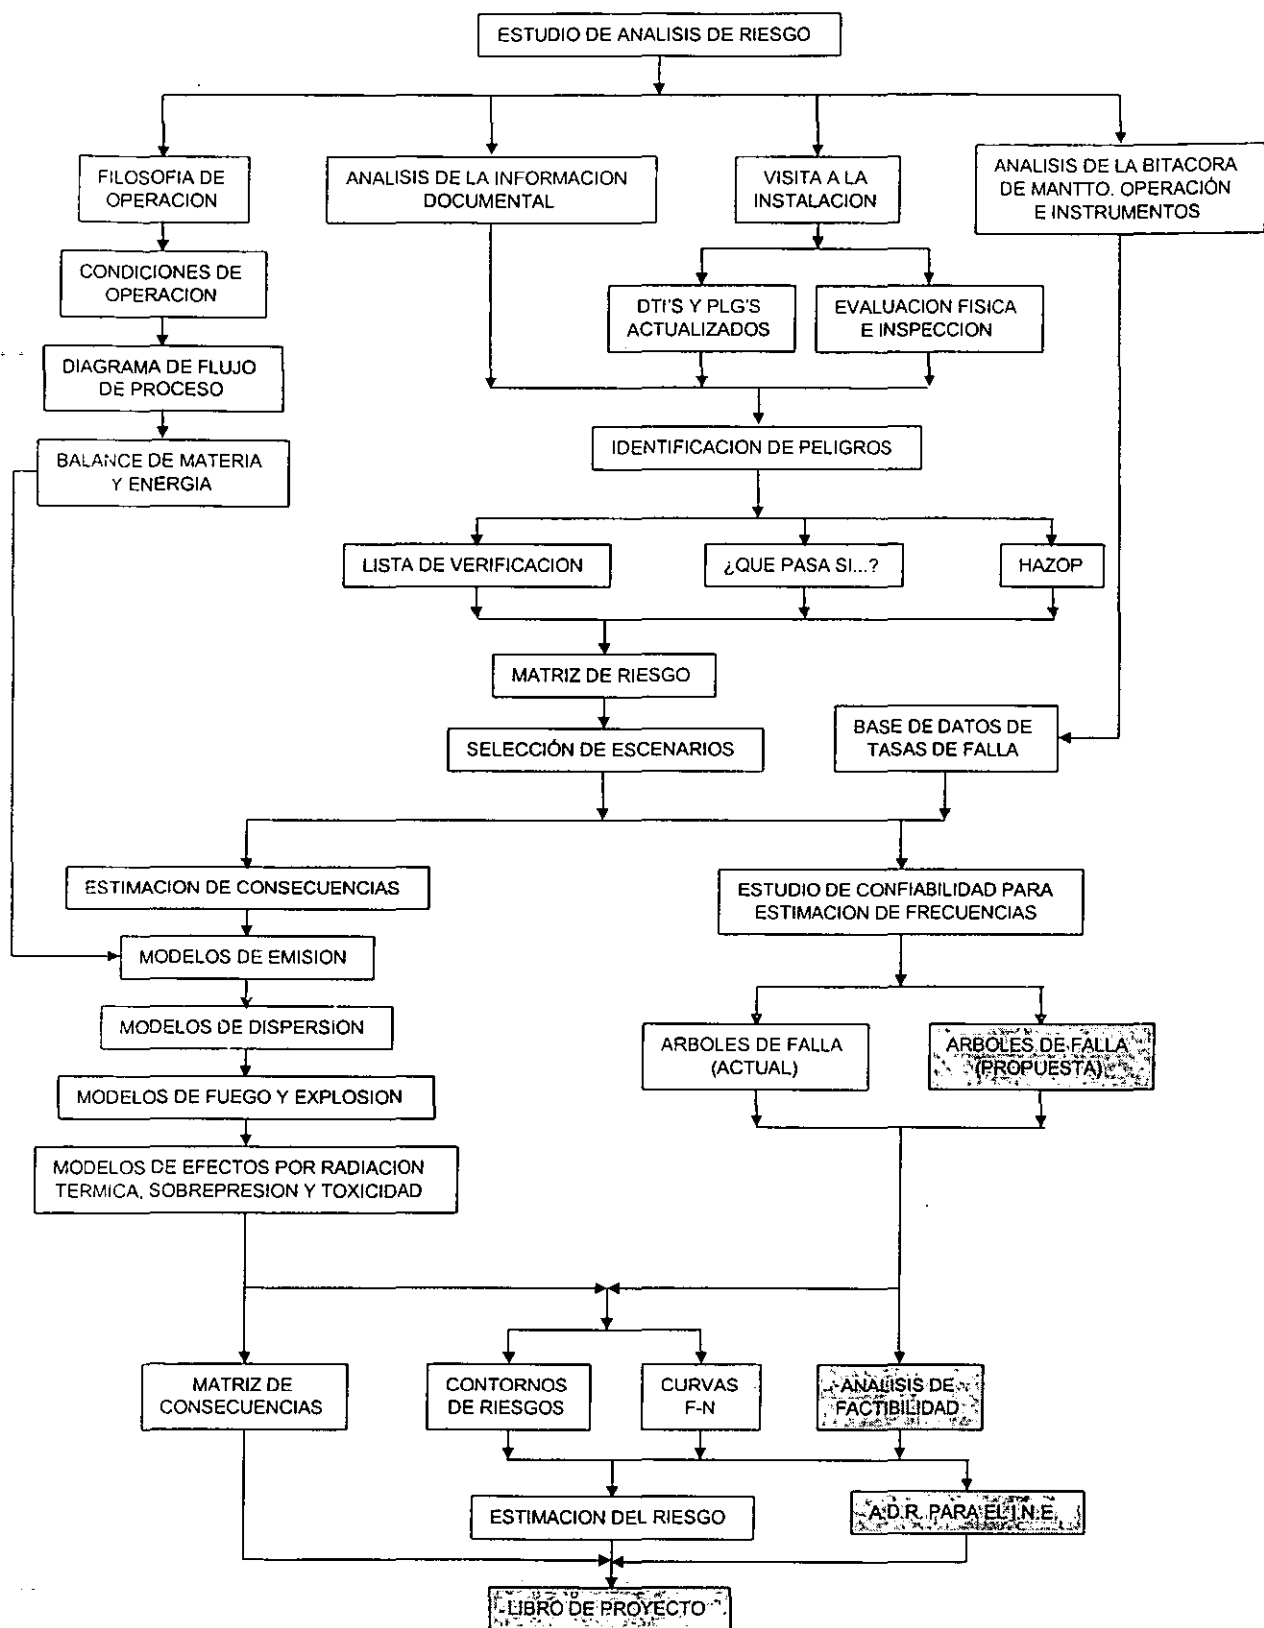 ESTUDIO DE ANALISIS DE RIESGO
FILOSOFIA DE
OPERACION
ANALISIS DE LA INFORMACION
DOCUMENTAL
VISITA A LA
INSTALACION
ANALISIS DE LA BITACORA
DE MANTTO. OPERACIÓN
E INSTRUMENTOS
CONDICIONES DE
OPERACION
DTI'S Y PLG'S
ACTUALIZADOS
EVALUACION FISICA
E INSPECCION
DIAGRAMA DE FLUJO
DE PROCESO
BALANCE DE MATERIA
Y ENERGIA
IDENTIFICACION DE PELIGROS
LISTA DE VERIFICACION
¿QUE PASA SI...?
HAZOP
MATRIZ DE RIESGO
SELECCIÓN DE ESCENARIOS
BASE DE DATOS DE
TASAS DE FALLA
ESTIMACION DE CONSECUENCIAS
ESTUDIO DE CONFIABILIDAD PARA
ESTIMACION DE FRECUENCIAS
MODELOS DE EMISION
MODELOS DE DISPERSION
ARBOLES DE FALLA
(ACTUAL)
ARBOLES DE FALLA
(PROPUESTA)
MODELOS DE FUEGO Y EXPLOSION
MODELOS DE EFECTOS POR RADIACION
TERMICA, SOBREPRESION Y TOXICIDAD
MATRIZ DE
CONSECUENCIAS
CONTORNOS
DE RIESGOS
CURVAS
F-N
ANALISIS DE
FACTIBILIDAD
ESTIMACION DEL RIESGO
A.D.R. PARA EL I.N.E.
LIBRO DE PROYECTO